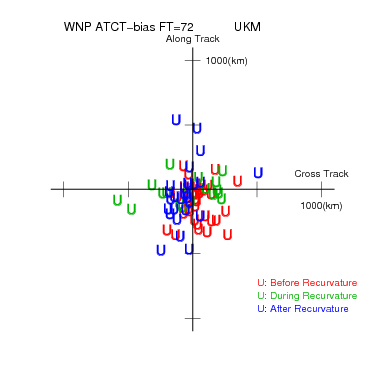 WNP ATCT-bias FT=72 UKM
Along Track
1000(km)
Cross Track
1000(km)
U: Before Recurvature
U: During Recurvature
U: After Recurvature